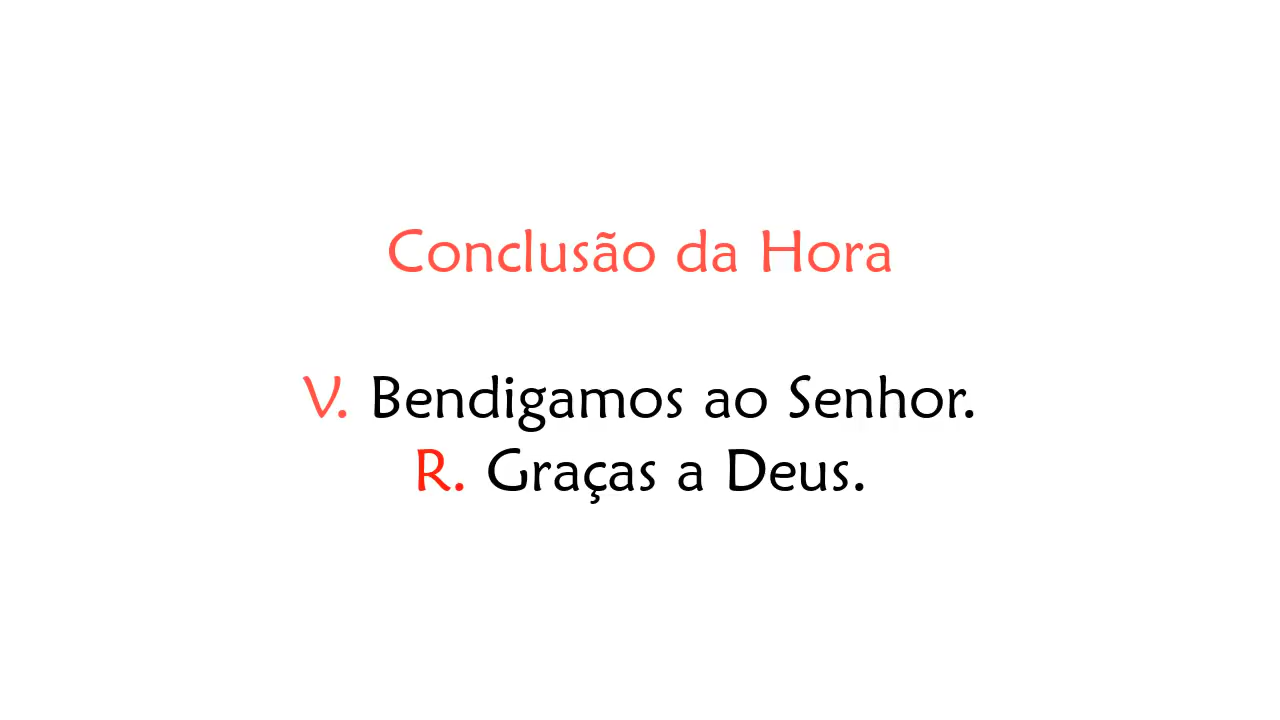 Conclusão da Hora
V. Bendigamos ao Senhor.
R. Graças a Deus.